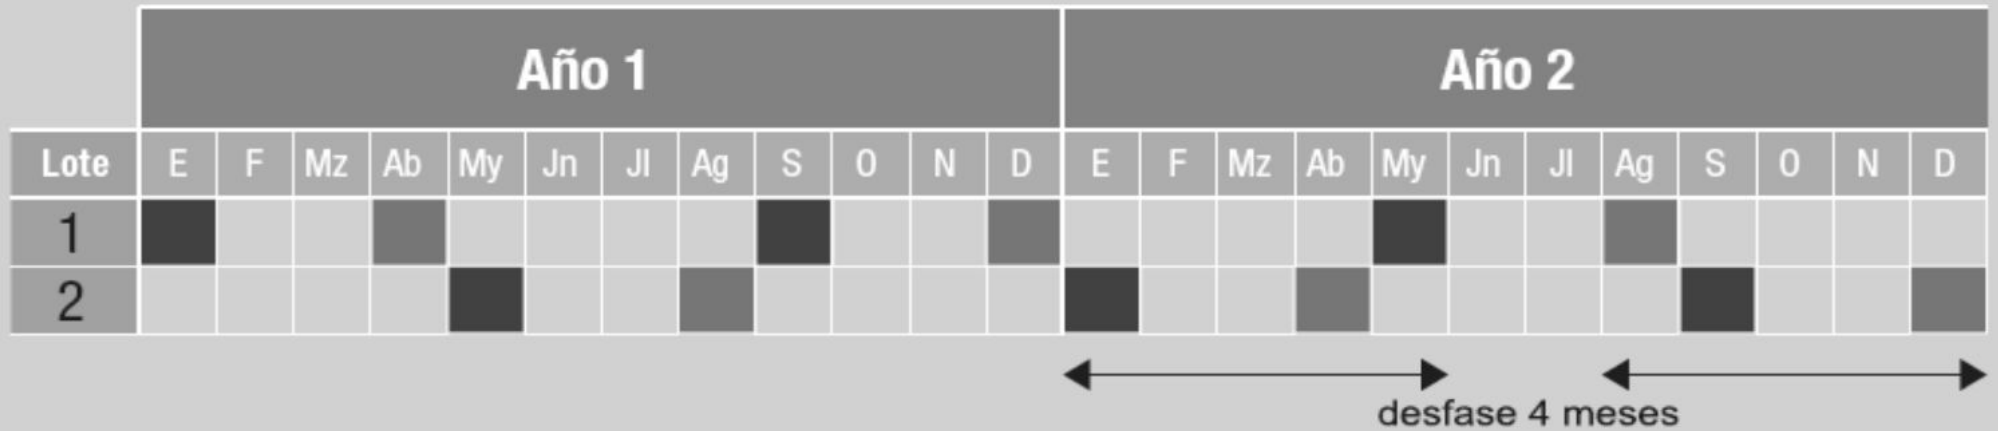 Año 1 Año 2
Lote E F Mz Ab My Jn Jl Ag S O N D E F Mz Ab My Jn Jl Ag S O N D
1
2
desfase 4 meses